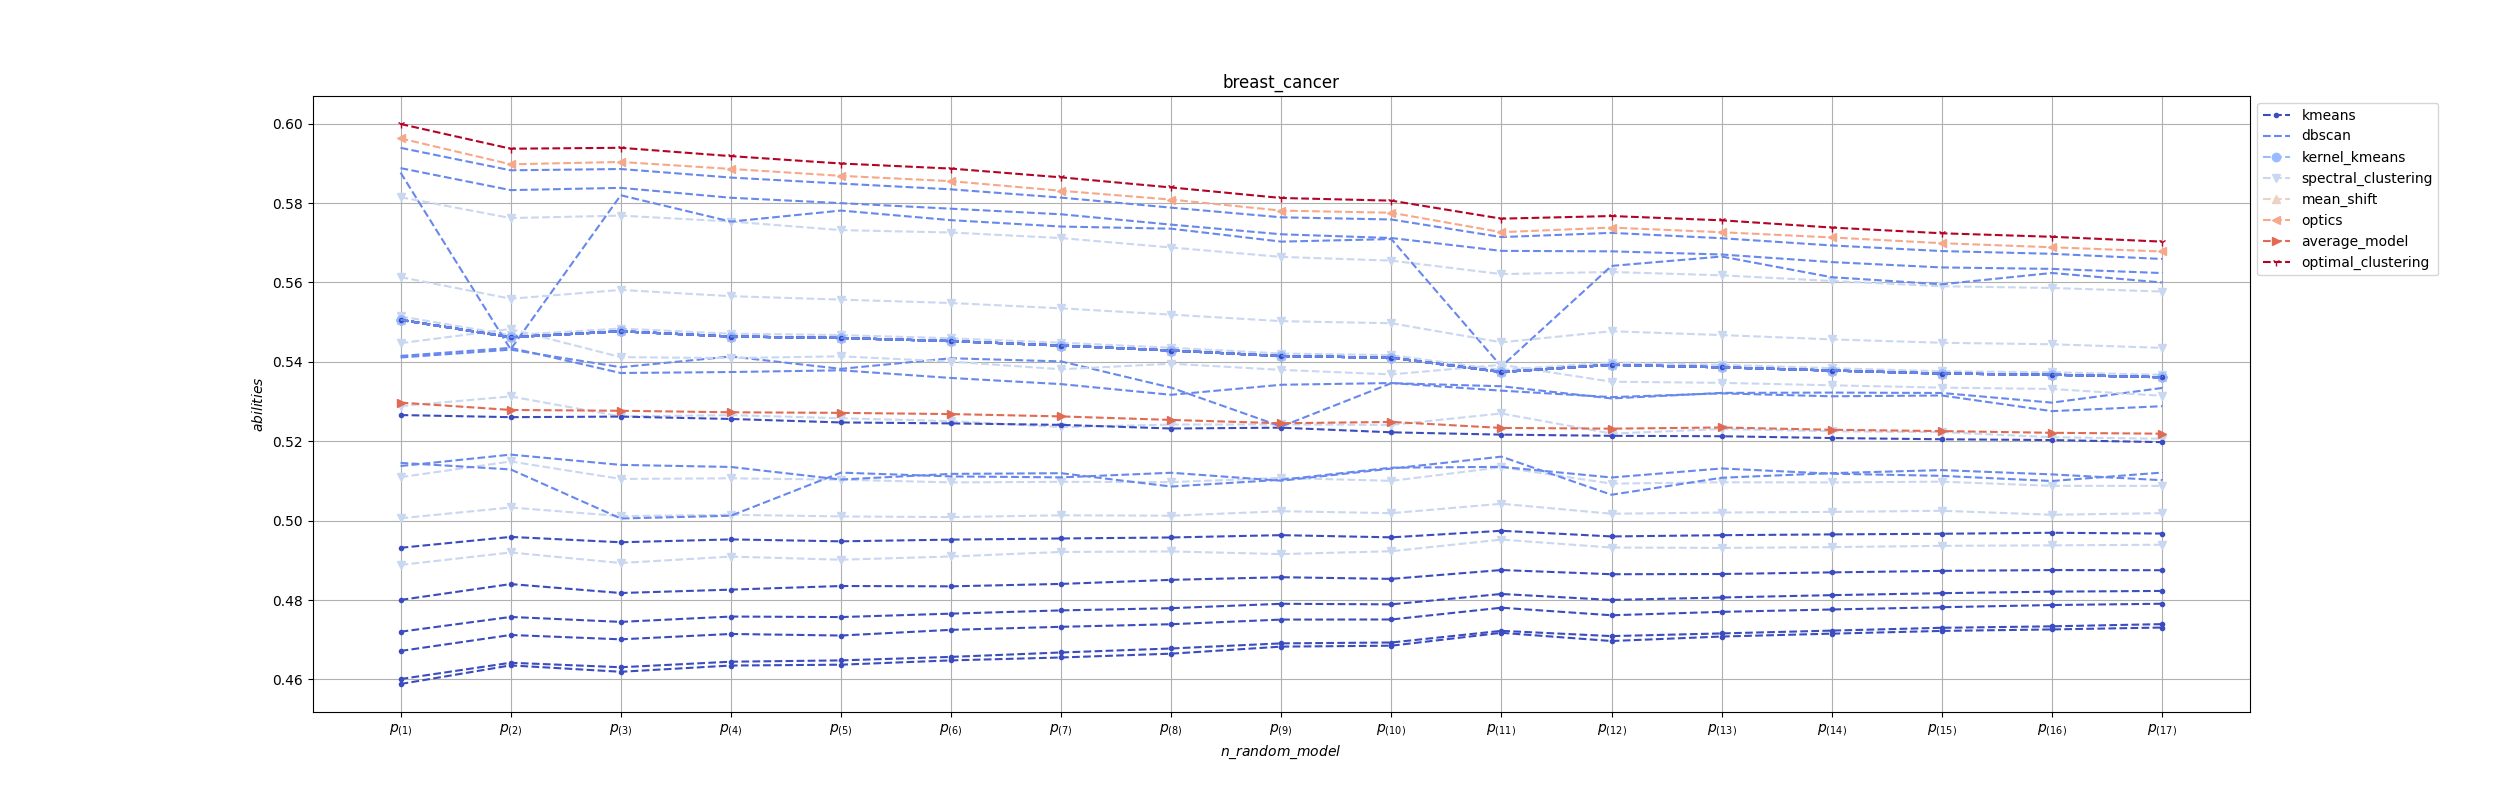 breast_cancer
0.60
0.58
0.56
0.54
0.52
0.50
0.48
0.46
abilities
p(1) p(2) p(3) p(4) p(5) p(6) p(7) p(8) p(9) p(10) p(11) p(12) p(13) p(14) p(15) p(16) p(17)
n_random_model
kmeans
dbscan
kernel_kmeans
spectral_clustering
mean_shift
optics
average_model
optimal_clustering